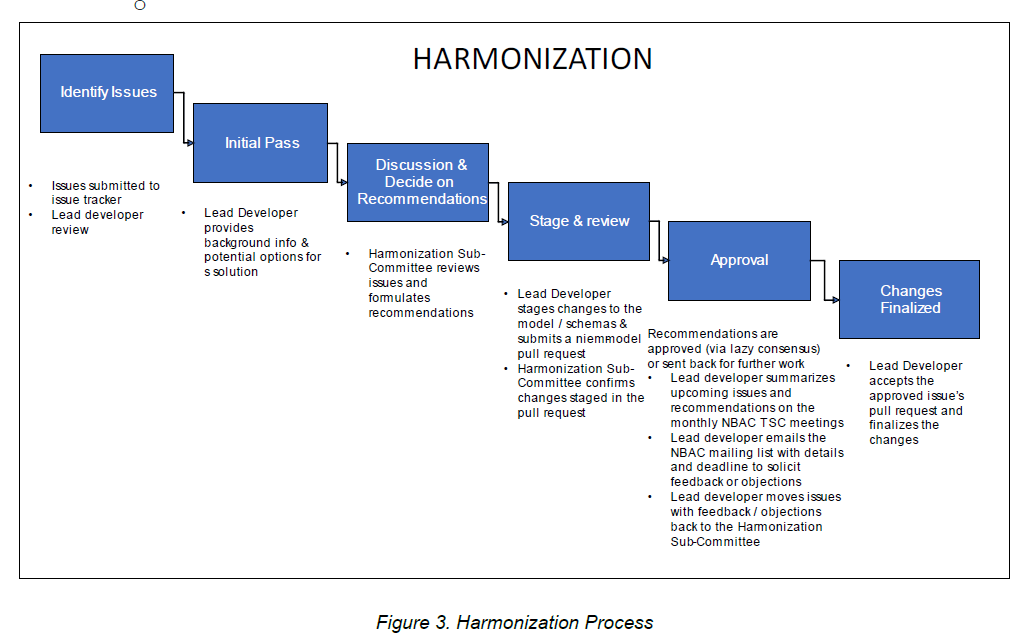 HARMONIZATION
Identify Issues
• Issues submitted to
issue tracker
• Lead developer
review
Initial Pass
• Lead Developer
provides
background info &
potential options for
s solution
Discussion &
Decide on
Recommendations
• Harmonization Sub-
Committee reviews
issues and
formulates
recommendations
Stage & review
• Lead Developer
stages changes to the
model / schemas &
submits a niemmodel
pull request
• Harmonization Sub-
Committee confirms
changes staged in the
pull request
Approval
Recommendations are
approved (via lazy consensus)
or sent back for further work
• Lead developer summarizes
upcoming issues and
recommendations on the
monthly NBAC TSC meetings
• Lead developer emails the
NBAC mailing list with details
and deadline to solicit
feedback or objections
• Lead developer moves issues
with feedback / objections
back to the Harmonization
Sub-Committee
Changes
Finalized
• Lead Developer
accepts the
approved issue's
pull request and
finalizes the
changes
Figure 3. Harmonization Process